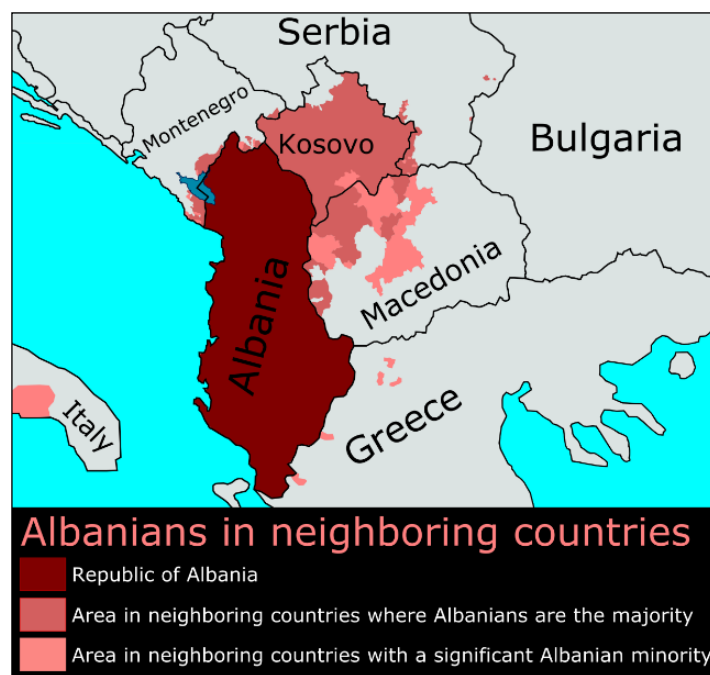 Serbia
Montenegro
Kosovo
Bulgaria
Albania
Macedonia
Italy
Greece
Albanians in neighboring countries
Republic of Albania
Area in neighboring countries where Albanians are the majority
Area in neighboring countries with a significant Albanian minority